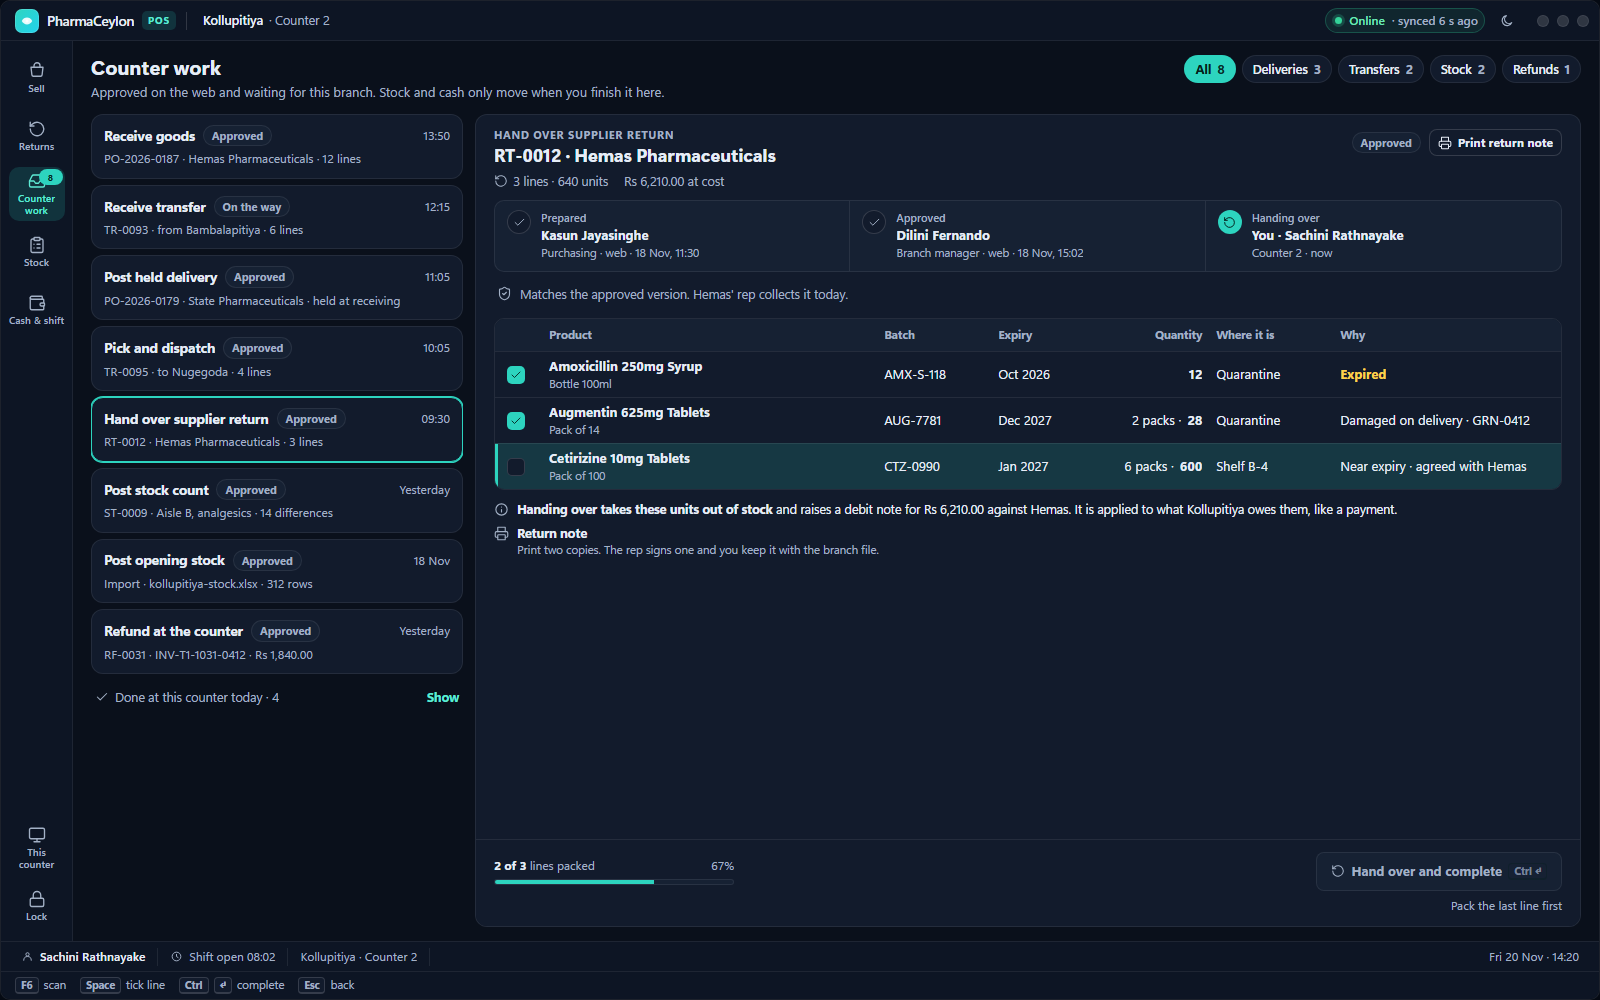 PharmaCeylon POS
Kollupitiya · Counter 2
Online · synced 6 s ago
Sell
Returns
8
Counter
work
Stock
Cash & shift
This
counter
Lock
Counter work
Approved on the web and waiting for this branch. Stock and cash only move when you finish it here.
All 8
Deliveries 3
Transfers 2
Stock 2
Refunds 1
Receive goods Approved 13:50
PO-2026-0187 · Hemas Pharmaceuticals · 12 lines
Receive transfer On the way 12:15
TR-0093 · from Bambalapitiya · 6 lines
Post held delivery Approved 11:05
PO-2026-0179 · State Pharmaceuticals · held at receiving
Pick and dispatch Approved 10:05
TR-0095 · to Nugegoda · 4 lines
Hand over supplier return Approved 09:30
RT-0012 · Hemas Pharmaceuticals · 3 lines
Post stock count Approved Yesterday
ST-0009 · Aisle B, analgesics · 14 differences
Post opening stock Approved 18 Nov
Import · kollupitiya-stock.xlsx · 312 rows
Refund at the counter Approved Yesterday
RF-0031 · INV-T1-1031-0412 · Rs 1,840.00
Done at this counter today · 4 Show
HAND OVER SUPPLIER RETURN
RT-0012 · Hemas Pharmaceuticals
3 lines · 640 units Rs 6,210.00 at cost
Approved
Print return note
Prepared
Kasun Jayasinghe
Purchasing · web · 18 Nov, 11:30
Approved
Dilini Fernando
Branch manager · web · 18 Nov, 15:02
Handing over
You · Sachini Rathnayake
Counter 2 · now
Matches the approved version. Hemas' rep collects it today.
Product Batch Expiry Quantity Where it is Why
Amoxicillin 250mg Syrup
Bottle 100ml
AMX-S-118 Oct 2026 12 Quarantine Expired
Augmentin 625mg Tablets
Pack of 14
AUG-7781 Dec 2027 2 packs · 28 Quarantine Damaged on delivery · GRN-0412
Cetirizine 10mg Tablets
Pack of 100
CTZ-0990 Jan 2027 6 packs · 600 Shelf B-4 Near expiry · agreed with Hemas
Handing over takes these units out of stock and raises a debit note for Rs 6,210.00 against Hemas. It is applied to what Kollupitiya owes them, like a payment.
Return note
Print two copies. The rep signs one and you keep it with the branch file.
2 of 3 lines packed 67%
Hand over and complete Ctrl ↵
Pack the last line first
Sachini Rathnayake
Shift open 08:02
Kollupitiya · Counter 2
Fri 20 Nov · 14:20
F6 scan Space tick line Ctrl ↵ complete Esc back